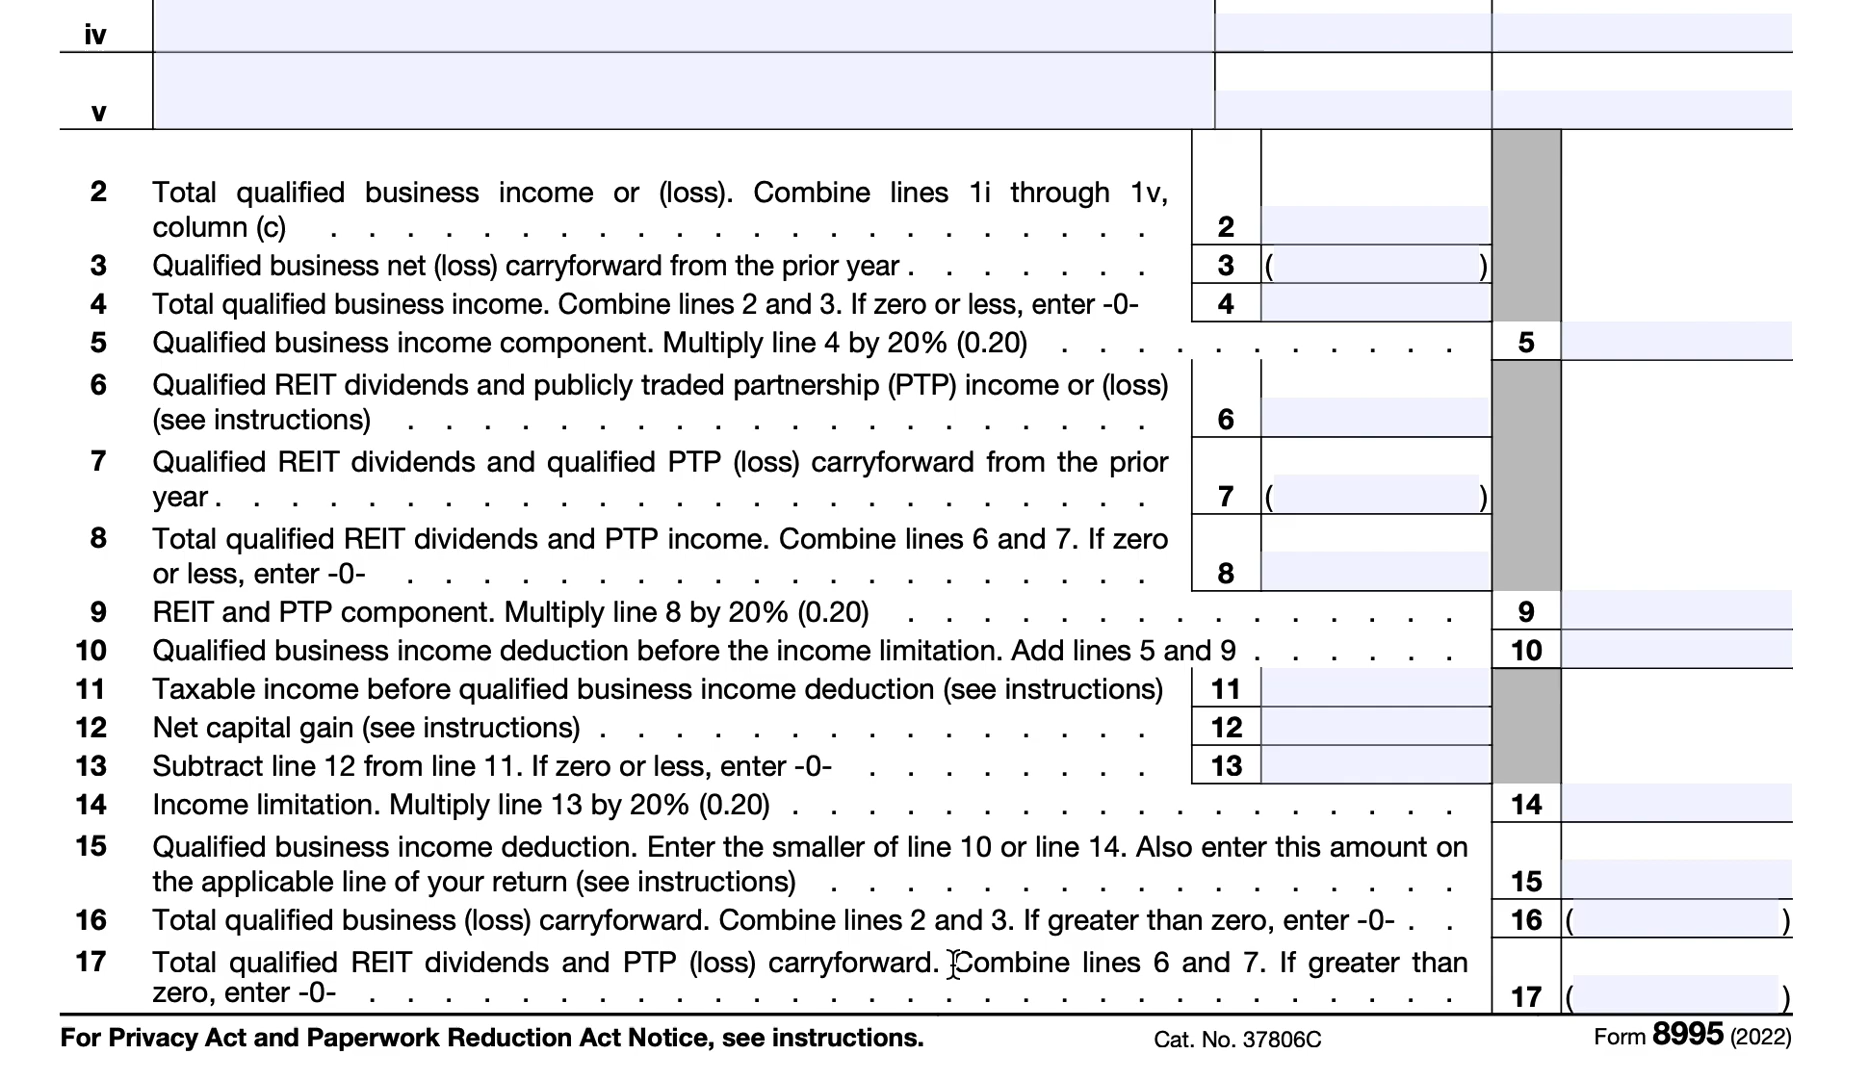 iv
v
2 Total qualified business income or (loss). Combine lines 1i through 1v,
column (c) . . . . . . . . . . . . . . . . . . . . . . 2
3 Qualified business net (loss) carryforward from the prior year . . . . . . . 3 ( )
4 Total qualified business income. Combine lines 2 and 3. If zero or less, enter -0- 4
5 Qualified business income component. Multiply line 4 by 20% (0.20) . . . . . . . . . . . 5
6 Qualified REIT dividends and publicly traded partnership (PTP) income or (loss)
(see instructions) . . . . . . . . . . . . . . . . . . . . 6
7 Qualified REIT dividends and qualified PTP (loss) carryforward from the prior
year . . . . . . . . . . . . . . . . . . . . . . . . . 7 ( )
8 Total qualified REIT dividends and PTP income. Combine lines 6 and 7. If zero
or less, enter -0- . . . . . . . . . . . . . . . . . . . . 8
9 REIT and PTP component. Multiply line 8 by 20% (0.20) . . . . . . . . . . . . . . . 9
10 Qualified business income deduction before the income limitation. Add lines 5 and 9 . . . . . . 10
11 Taxable income before qualified business income deduction (see instructions) 11
12 Net capital gain (see instructions) . . . . . . . . . . . . . . . 12
13 Subtract line 12 from line 11. If zero or less, enter -0- . . . . . . . . 13
14 Income limitation. Multiply line 13 by 20% (0.20) . . . . . . . . . . . . . . . . . . 14
15 Qualified business income deduction. Enter the smaller of line 10 or line 14. Also enter this amount on
the applicable line of your return (see instructions) . . . . . . . . . . . . . . . . . 15
16 Total qualified business (loss) carryforward. Combine lines 2 and 3. If greater than zero, enter -0- . . 16 ( )
17 Total qualified REIT dividends and PTP (loss) carryforward. Combine lines 6 and 7. If greater than
zero, enter -0- . . . . . . . . . . . . . . . . . . . . . . . . . . . . . 17 ( )
For Privacy Act and Paperwork Reduction Act Notice, see instructions. Cat. No. 37806C Form 8995 (2022)